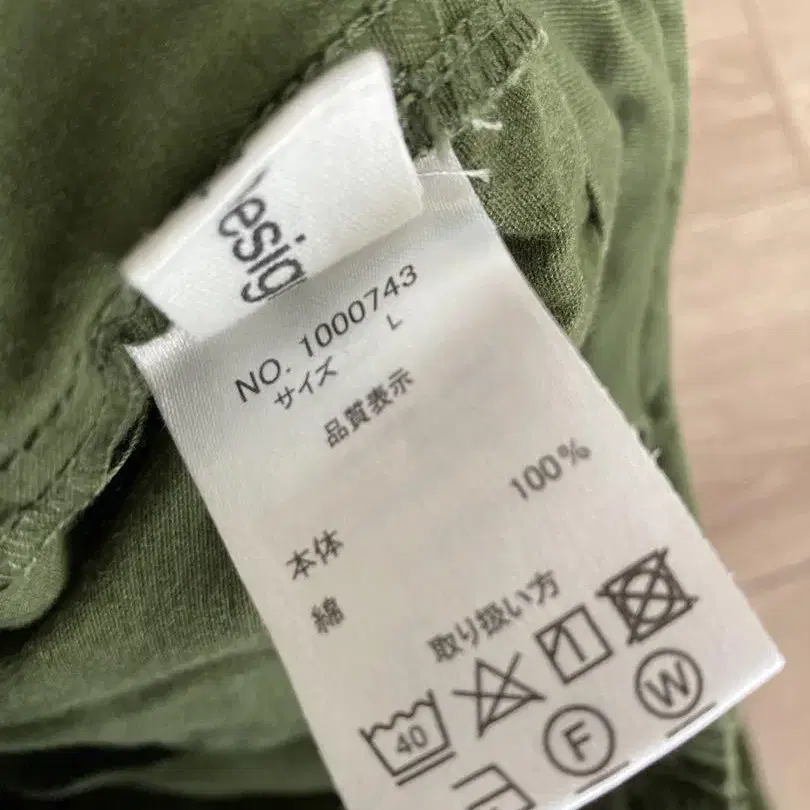 esig
NO. 1000743
サイズ L
品質表示
本体
綿 100%
取り扱い方
40
F
W